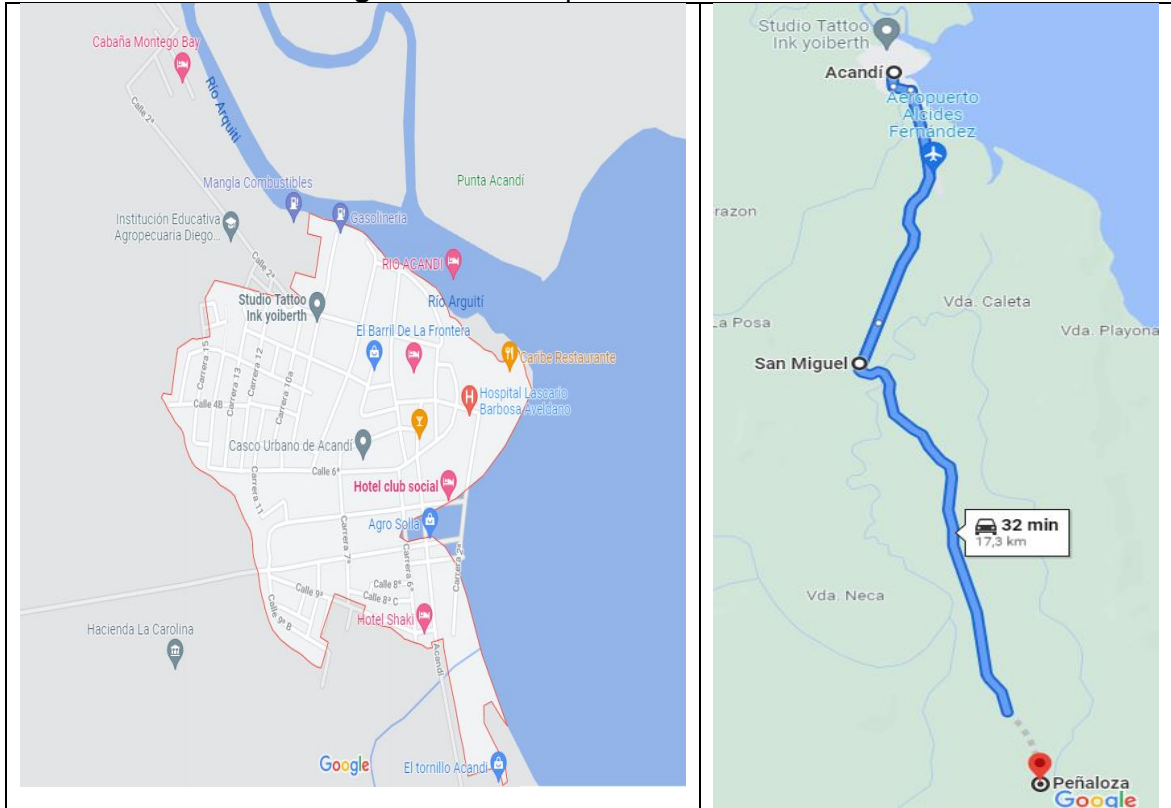 Cabaña Montego Bay
Calle 2ª
Río Arquití
Mangla Combustibles
Gasolineria
Punta Acandí
Institución Educativa
Agropecuaria Diego...
Calle 2ª
RIO ACANDI
Río Arguití
Studio Tattoo
Ink yoiberth
El Barril De La Frontera
Caribe Restaurante
Carrera 15
Carrera 13
Carrera 12
Carrera 10a
Calle 4B
Hospital Lascario
Barbosa Aveldano
Casco Urbano de Acandí
Calle 6ª
Carrera 11
Hotel club social
Agro Solla
Carrera 7ª
Carrera 6ª
Carrera 2ª
Calle 8ª
Calle 8ª C
Calle 9ª
Calle 9ª B
Hotel Shaki
Acandí
Hacienda La Carolina
Google
El tornillo Acandi
Studio Tattoo
Ink yoiberth
Acandí
Aeropuerto
Alcides
Fernández
orazon
Vda. Caleta
La Posa
Vda. Playona
San Miguel
32 min
17,3 km
Vda. Neca
Peñaloza
Google